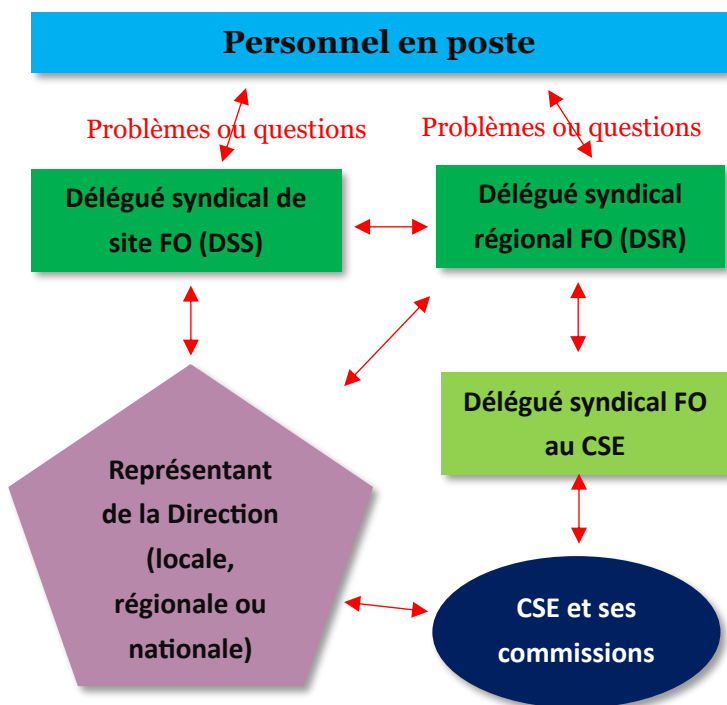 Personnel en poste
Problèmes ou questions
Problèmes ou questions
Délégué syndical de
site FO (DSS)
Délégué syndical
régional FO (DSR)
Délégué syndical FO
au CSE
Représentant
de la Direction
(locale,
régionale ou
nationale)
CSE et ses
commissions